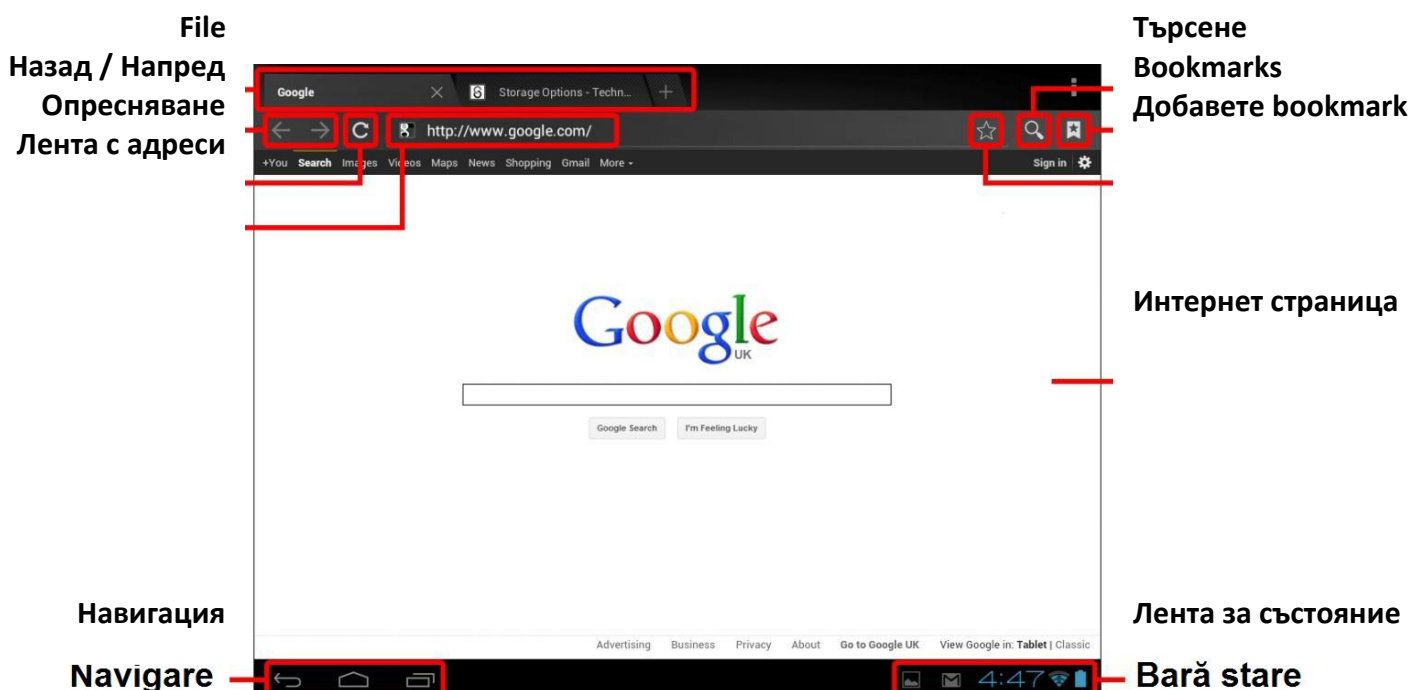 File
Назад / Напред
Опресняване
Лента с адреси
Търсене
Bookmarks
Добавете bookmark
Google
Storage Options - Techn...
http://www.google.com/
+You Search Images Videos Maps News Shopping Gmail More
Sign in
Интернет страница
Google
UK
Google Search I'm Feeling Lucky
Навигация
Лента за състояние
Advertising Business Privacy About Go to Google UK View Google in: Tablet | Classic
Navigare
4:47
Bară stare